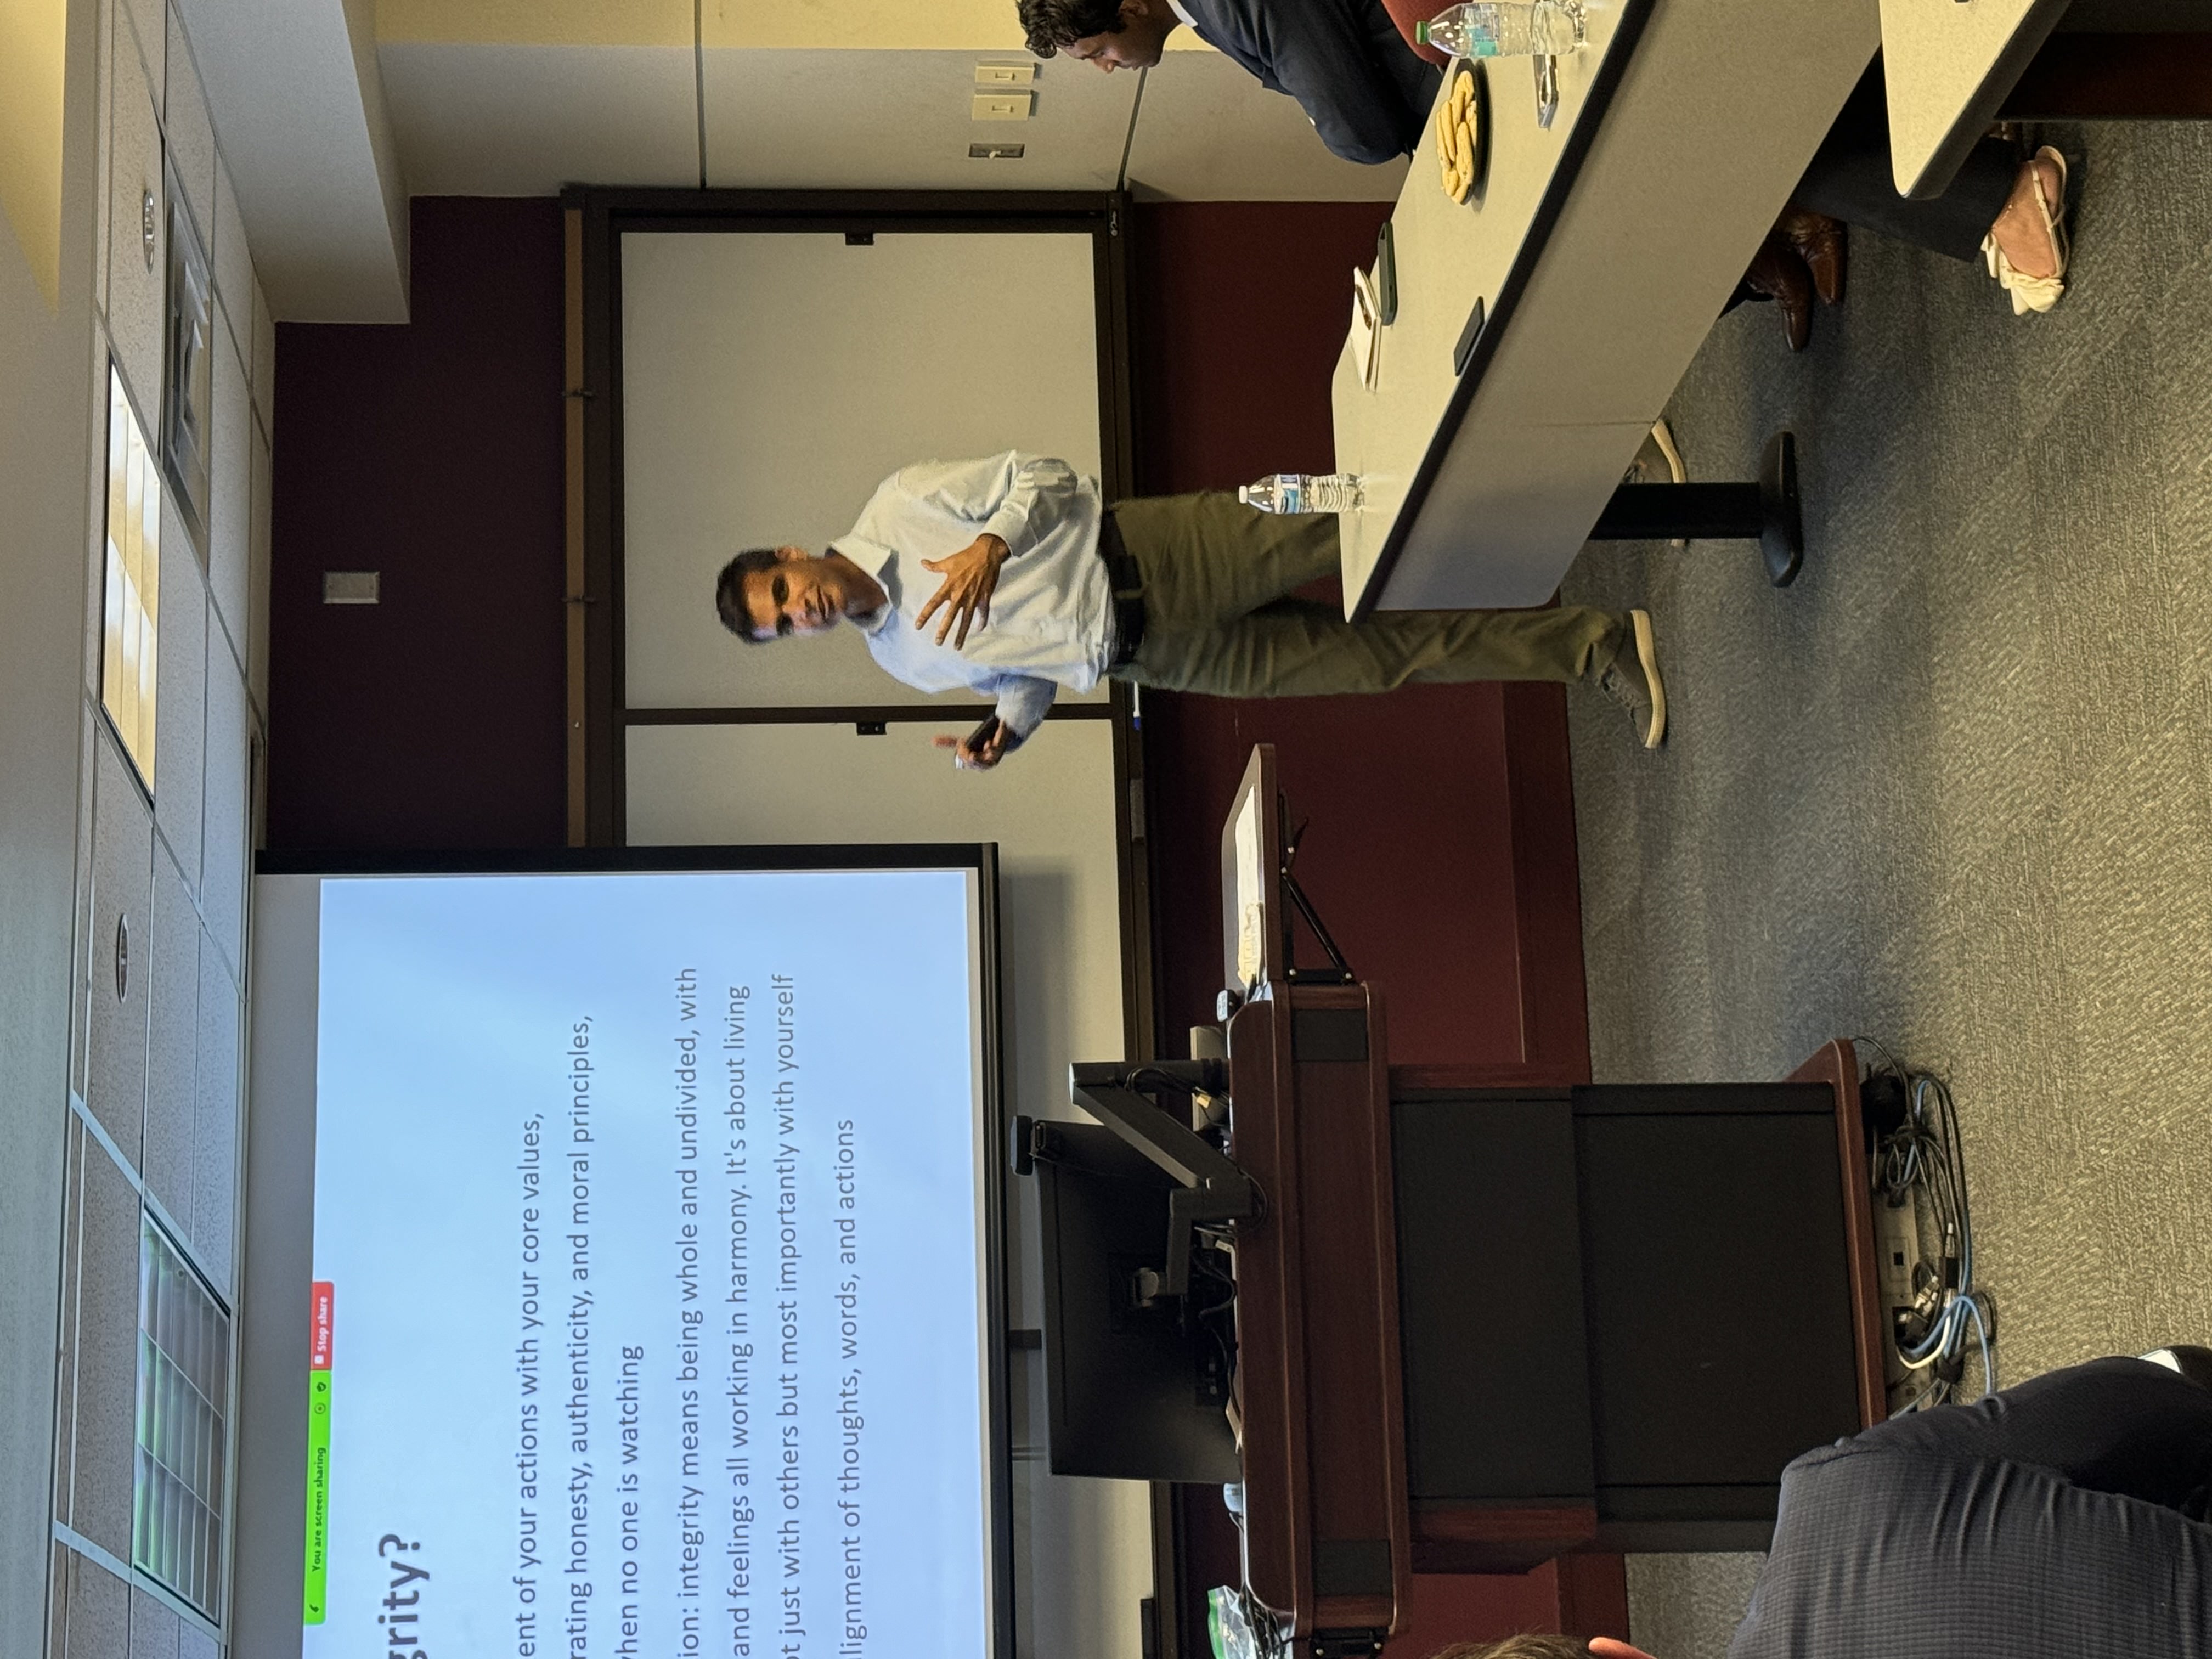 You are screen sharing Stop share
grity?
ent of your actions with your core values,
rating honesty, authenticity, and moral principles,
when no one is watching
ion: integrity means being whole and undivided, with
and feelings all working in harmony. It's about living
ot just with others but most importantly with yourself
lignment of thoughts, words, and actions